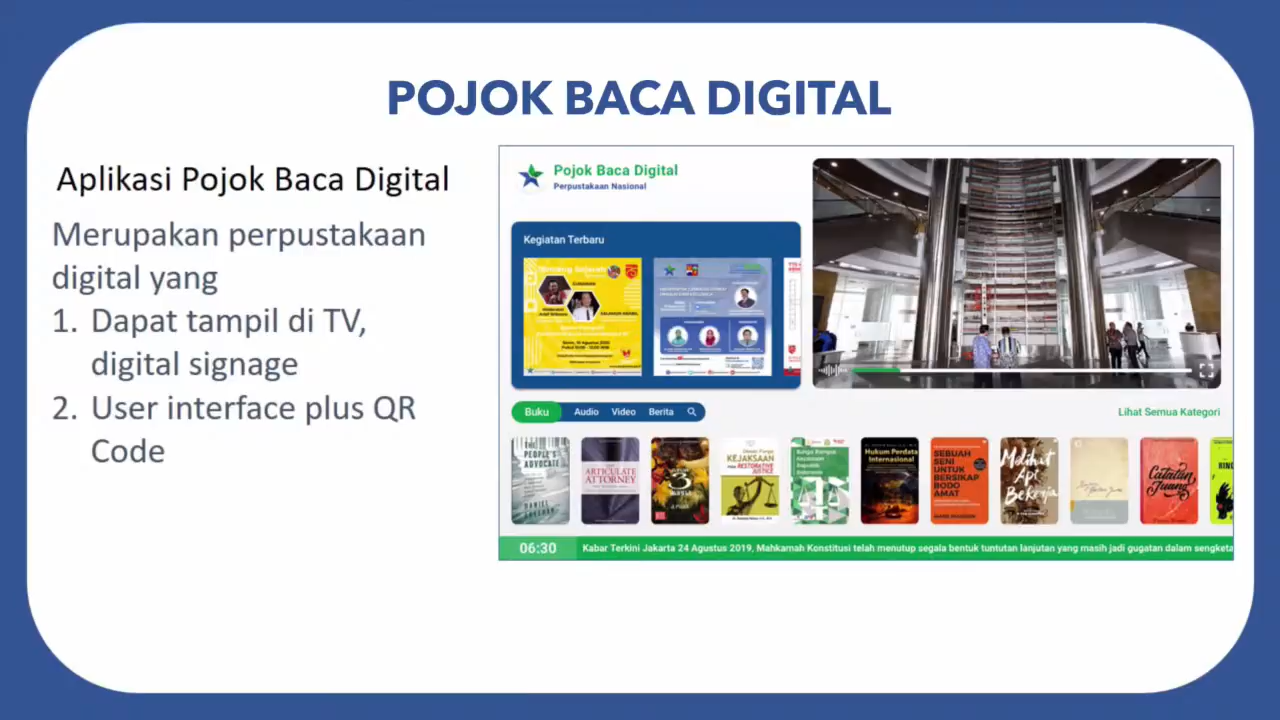 POJOK BACA DIGITAL
Aplikasi Pojok Baca Digital
Merupakan perpustakaan
digital yang
1. Dapat tampil di TV,
digital signage
2. User interface plus QR
Code
Pojok Baca Digital
Perpustakaan Nasional
Kegiatan Terbaru
Buku
Audio
Video
Berita
Lihat Semua Kategori
THE
PEOPLE'S
ADVOCATE
DANIEL
ARTICULATE
ATTORNEY
3
KEJAKSAAN
RESTORATIVE
JUSTICE
Hukum Perdata
Internasional
SEBUAH
SENI
UNTUK
BERSIKAP
BODO
AMAT
Melihat
Api
Bekerja
Catatan
Juang
06:30
Kabar Terkini Jakarta 24 Agustus 2019, Mahkamah Konstitusi telah menutup segala bentuk tuntutan lanjutan yang masih jadi gugatan dalam sengketa